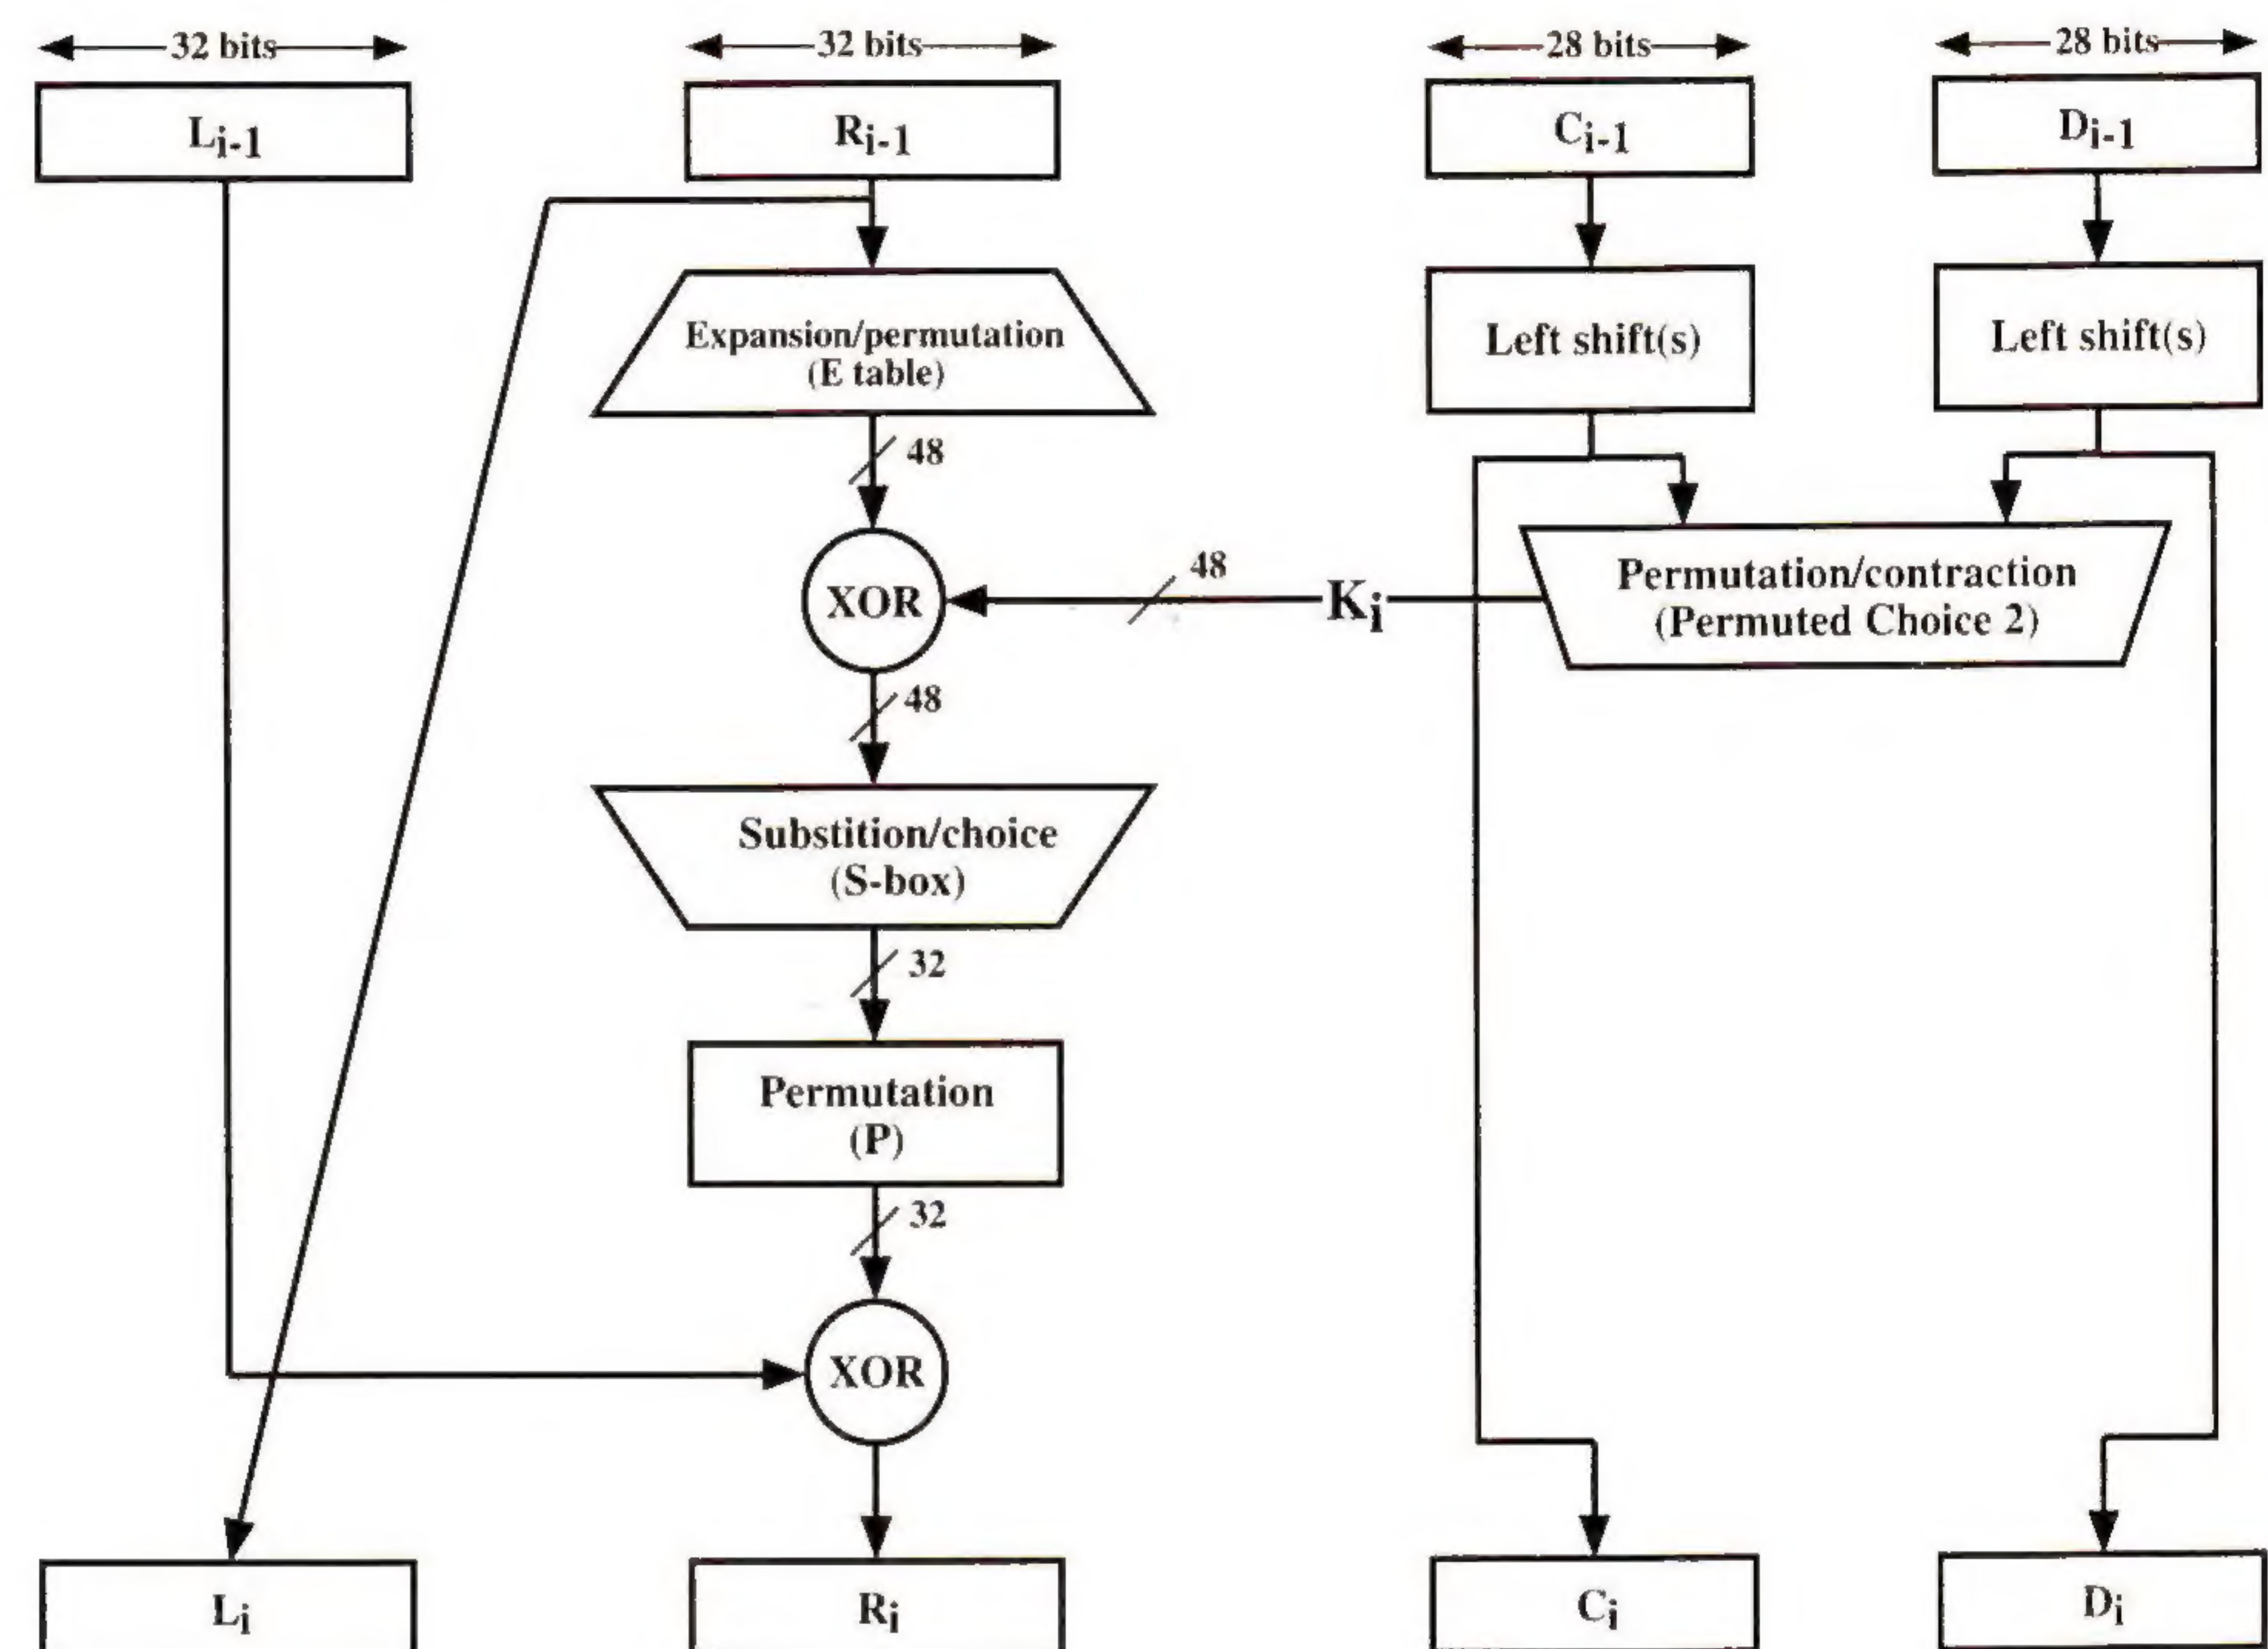 32 bits
32 bits
28 bits
28 bits
Li-1
Ri-1
Ci-1
Di-1
Expansion/permutation
(E table)
Left shift(s)
Left shift(s)
48
XOR
48
Ki
Permutation/contraction
(Permuted Choice 2)
48
Substition/choice
(S-box)
32
Permutation
(P)
32
XOR
Li
Ri
Ci
Di